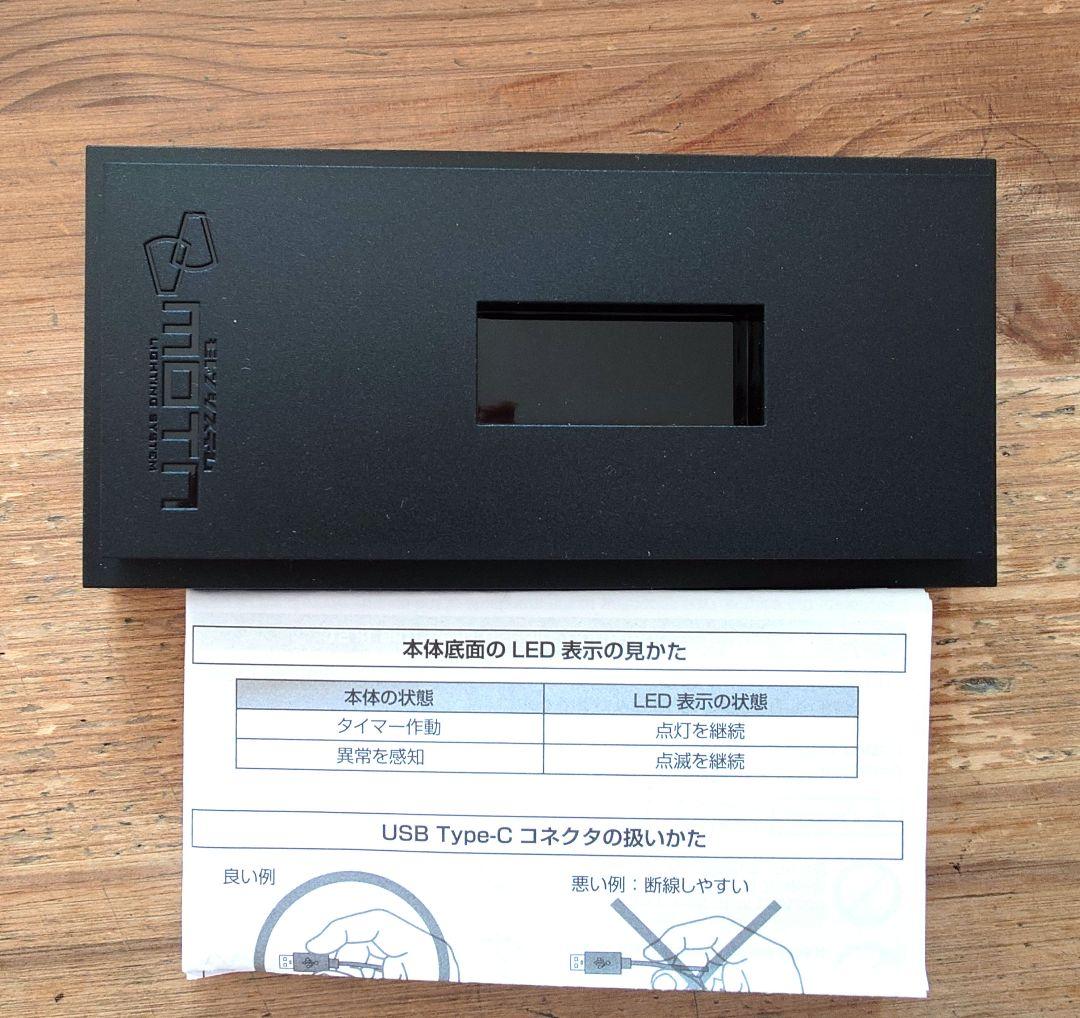 LIGHTING SYSTEM
本体底面の LED 表示の見かた
本体の状態
LED 表示の状態
タイマー作動
点灯を継続
異常を感知
点滅を継続
USB Type-C コネクタの扱いかた
良い例
悪い例：断線しやすい